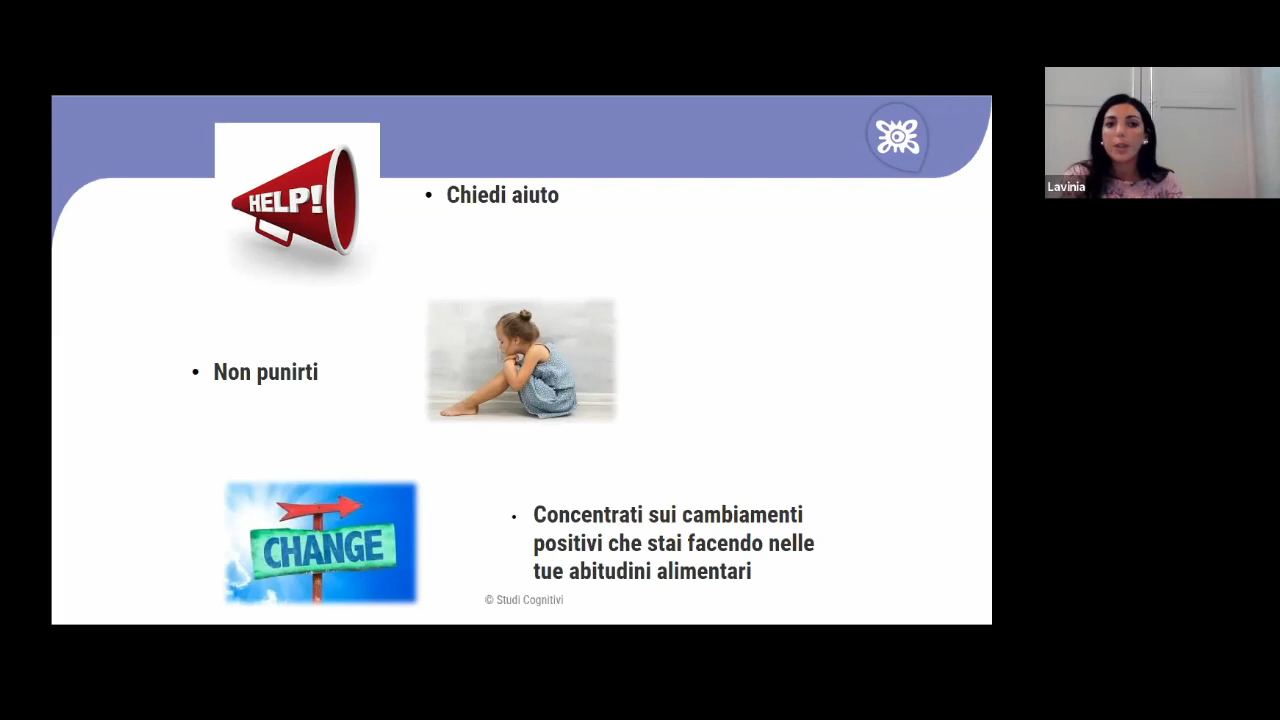 HELP!
• Chiedi aiuto
Lavinia
• Non punirti
CHANGE
• Concentrati sui cambiamenti
positivi che stai facendo nelle
tue abitudini alimentari
© Studi Cognitivi